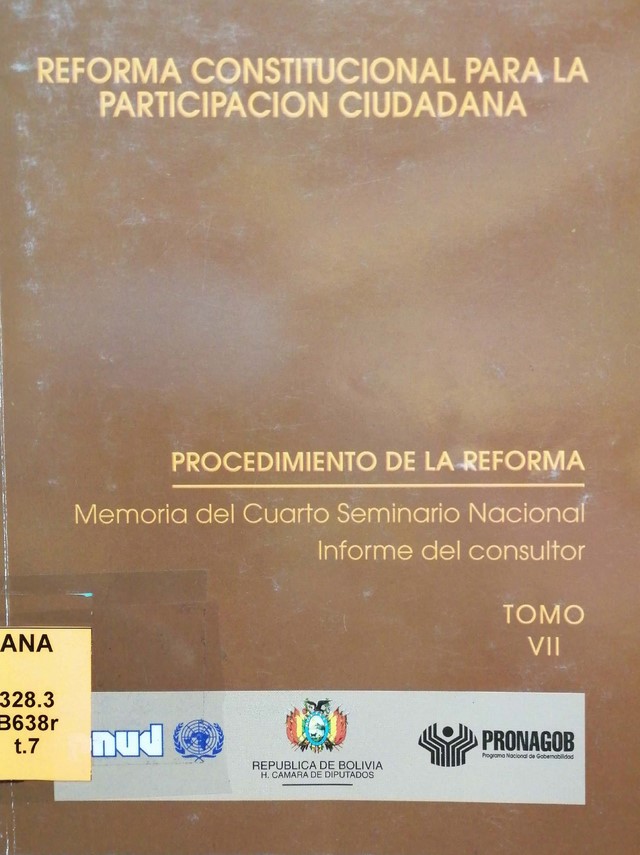 REFORMA CONSTITUCIONAL PARA LA
PARTICIPACION CIUDADANA
PROCEDIMIENTO DE LA REFORMA
Memoria del Cuarto Seminario Nacional
Informe del consultor
TOMO
VII
ANA
328.3
B638r
t.7
REPUBLICA DE BOLIVIA
H. CAMARA DE DIPUTADOS
PRONAGOB
Programa Nacional de Gobernabilidad